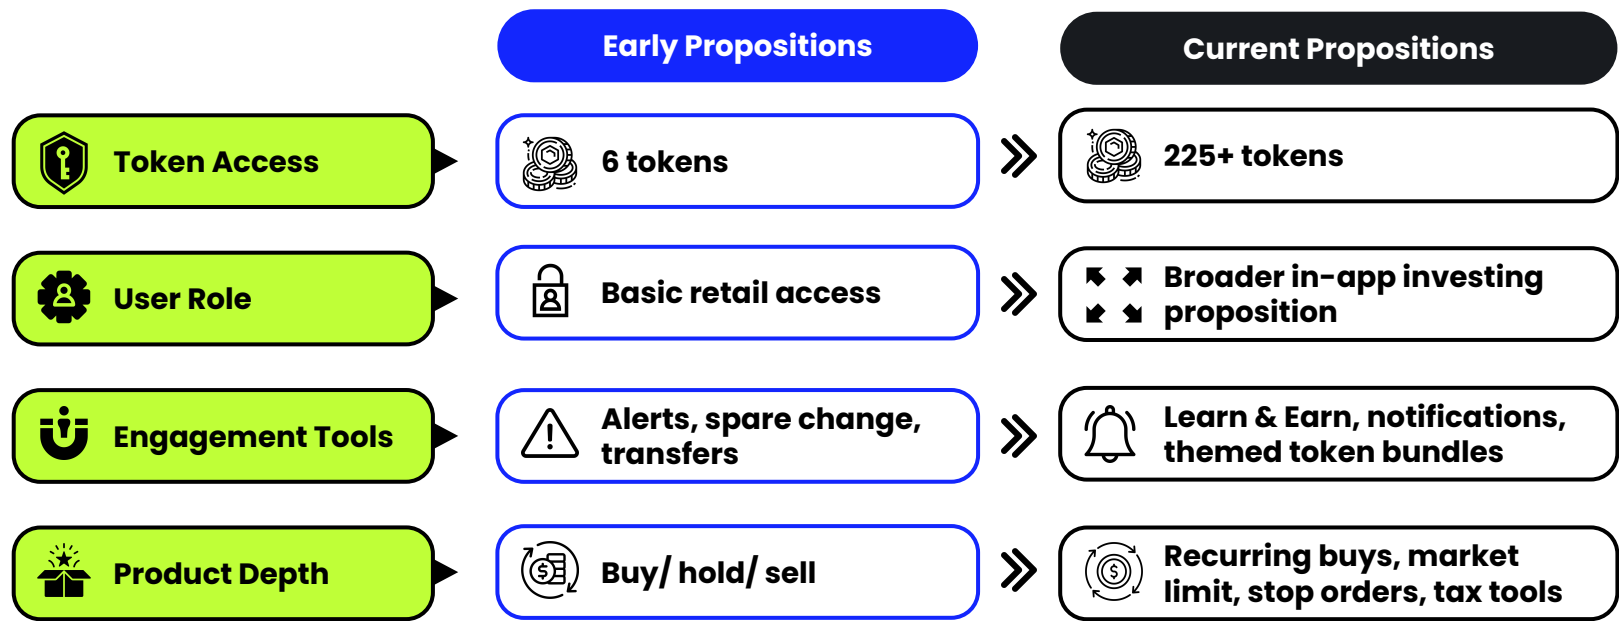 Early Propositions
Current Propositions
Token Access
6 tokens
225+ tokens
User Role
Basic retail access
Broader in-app investing
proposition
Engagement Tools
Alerts, spare change,
transfers
Learn & Earn, notifications,
themed token bundles
Product Depth
Buy/ hold/ sell
Recurring buys, market
limit, stop orders, tax tools